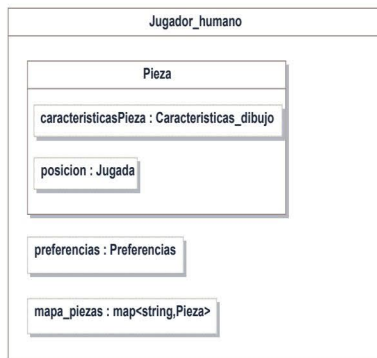 Jugador_humano
Pieza
caracteristicasPieza : Caracteristicas_dibujo
posicion : Jugada
preferencias : Preferencias
mapa_piezas : map<string,Pieza>